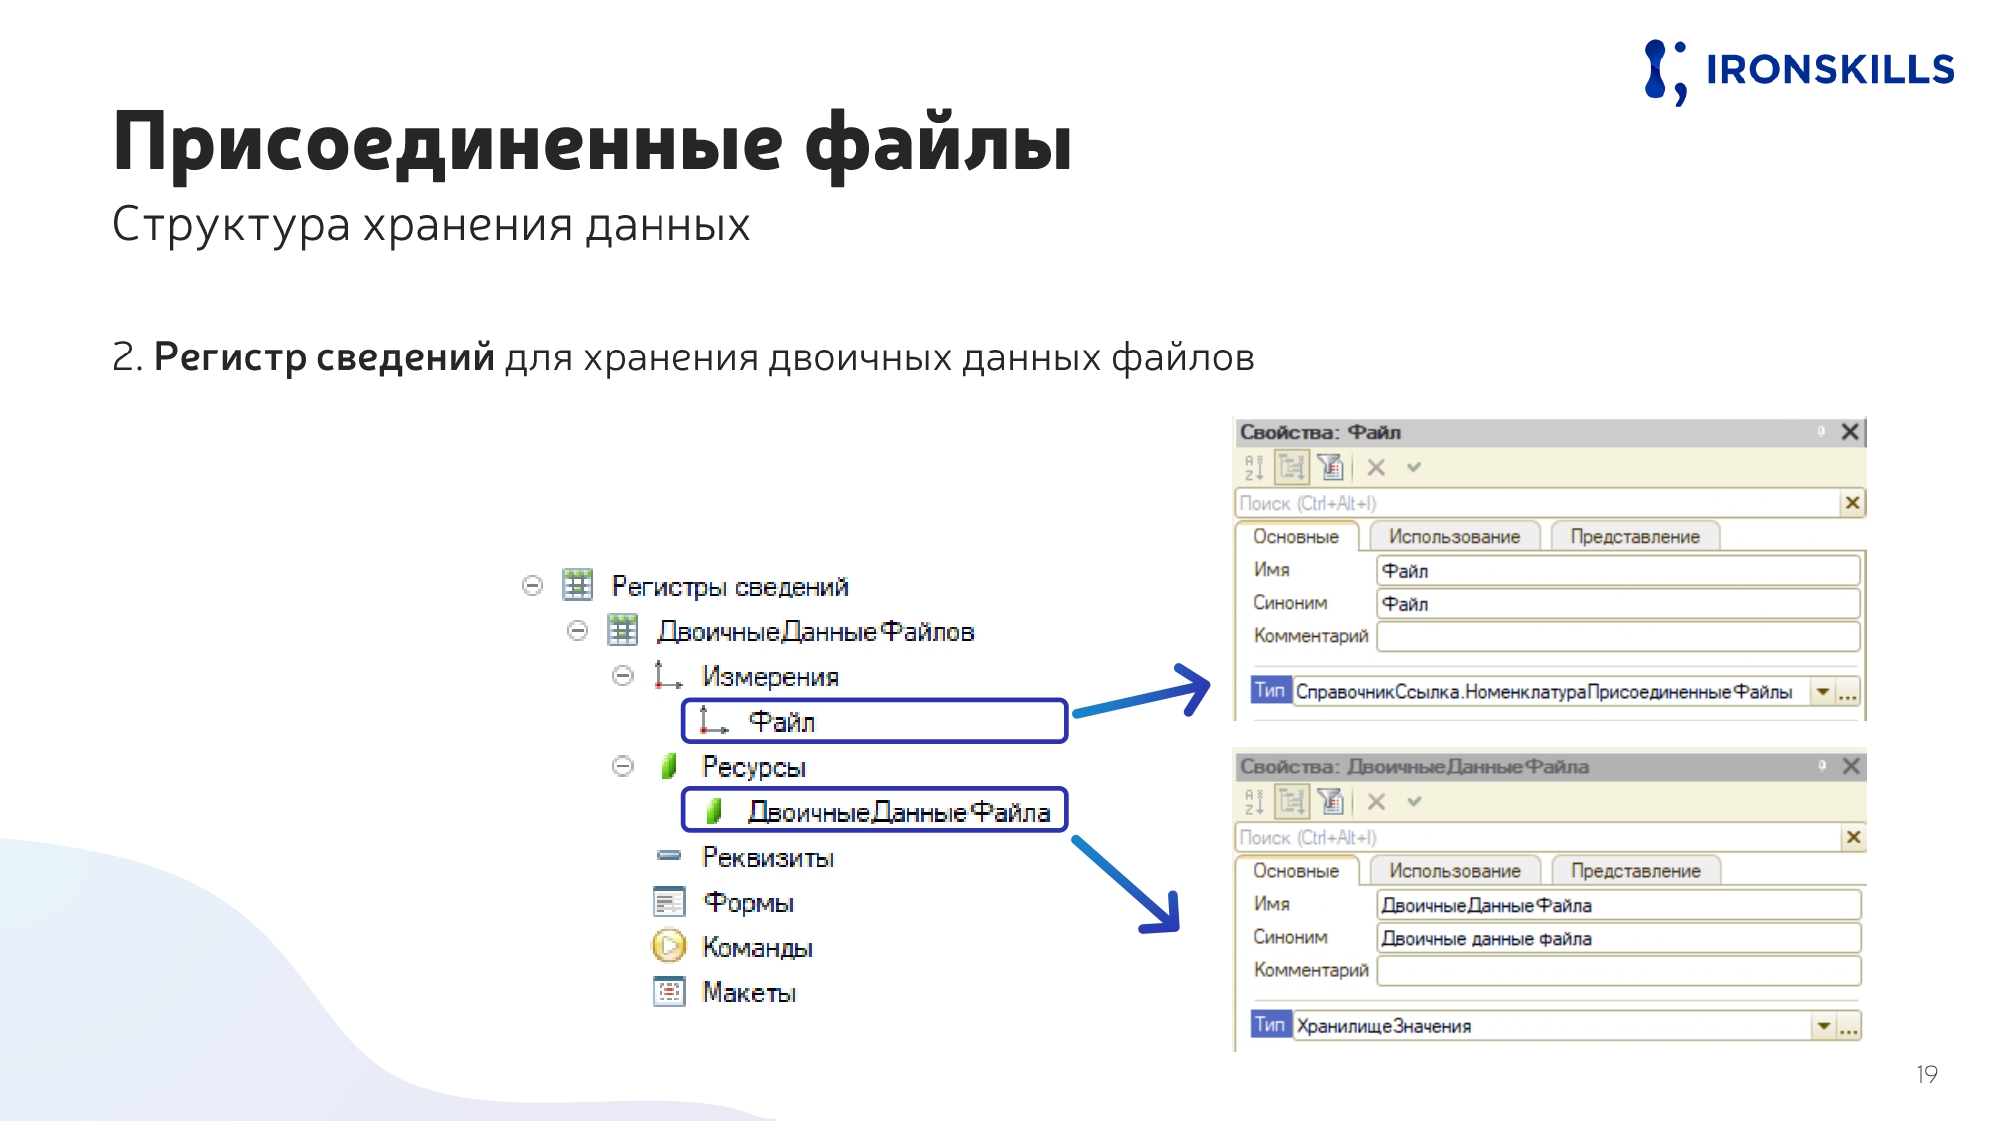 IRONSKILLS
Присоединенные файлы
Структура хранения данных
2. Регистр сведений для хранения двоичных данных файлов
Регистры сведений
ДвоичныеДанныеФайлов
Измерения
Файл
Ресурсы
ДвоичныеДанныеФайла
Реквизиты
Формы
Команды
Макеты
Свойства: Файл
Поиск (Ctrl+Alt+I)
Основные Использование Представление
Имя Файл
Синоним Файл
Комментарий
Тип СправочникСсылка.НоменклатураПрисоединенныеФайлы ...
Свойства: ДвоичныеДанныеФайла
Поиск (Ctrl+Alt+I)
Основные Использование Представление
Имя ДвоичныеДанныеФайла
Синоним Двоичные данные файла
Комментарий
Тип ХранилищеЗначения ...
19